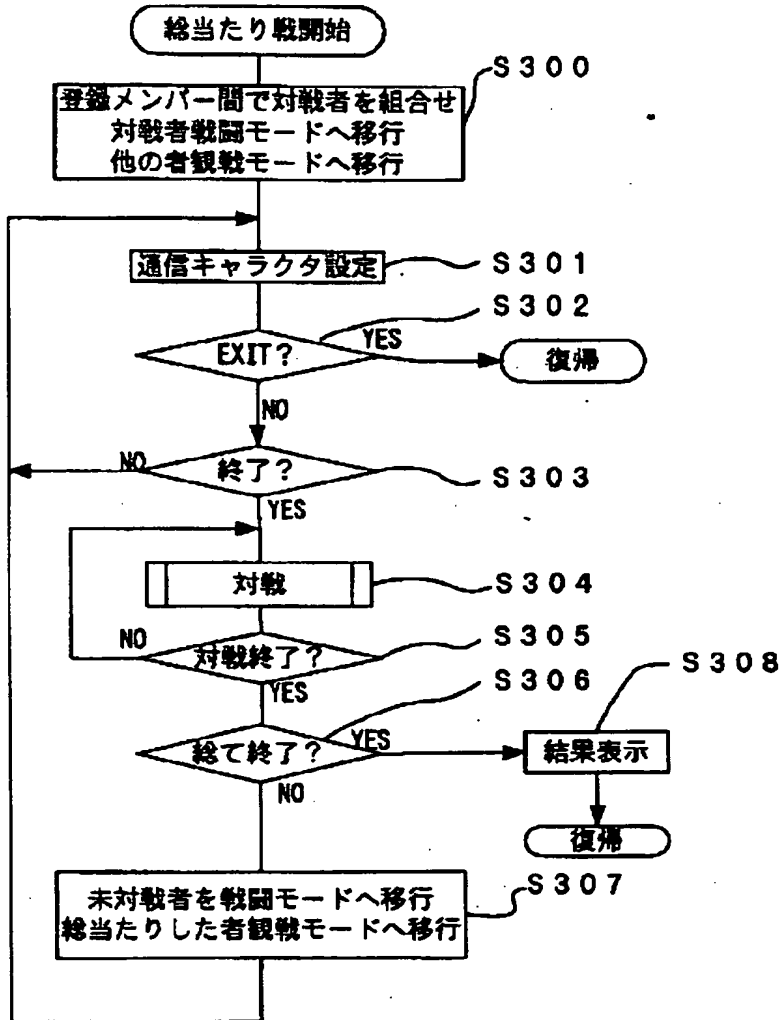 総当たり戦開始
S300
登録メンバー間で対戦者を組合せ
対戦者戦闘モードへ移行
他の者観戦モードへ移行
通信キャラクタ設定
S301
S302
EXIT?
YES
復帰
NO
終了?
NO
S303
YES
対戦
S304
NO
対戦終了?
S305
YES
S306
S308
総て終了?
YES
結果表示
NO
復帰
未対戦者を戦闘モードへ移行
総当たりした者観戦モードへ移行
S307